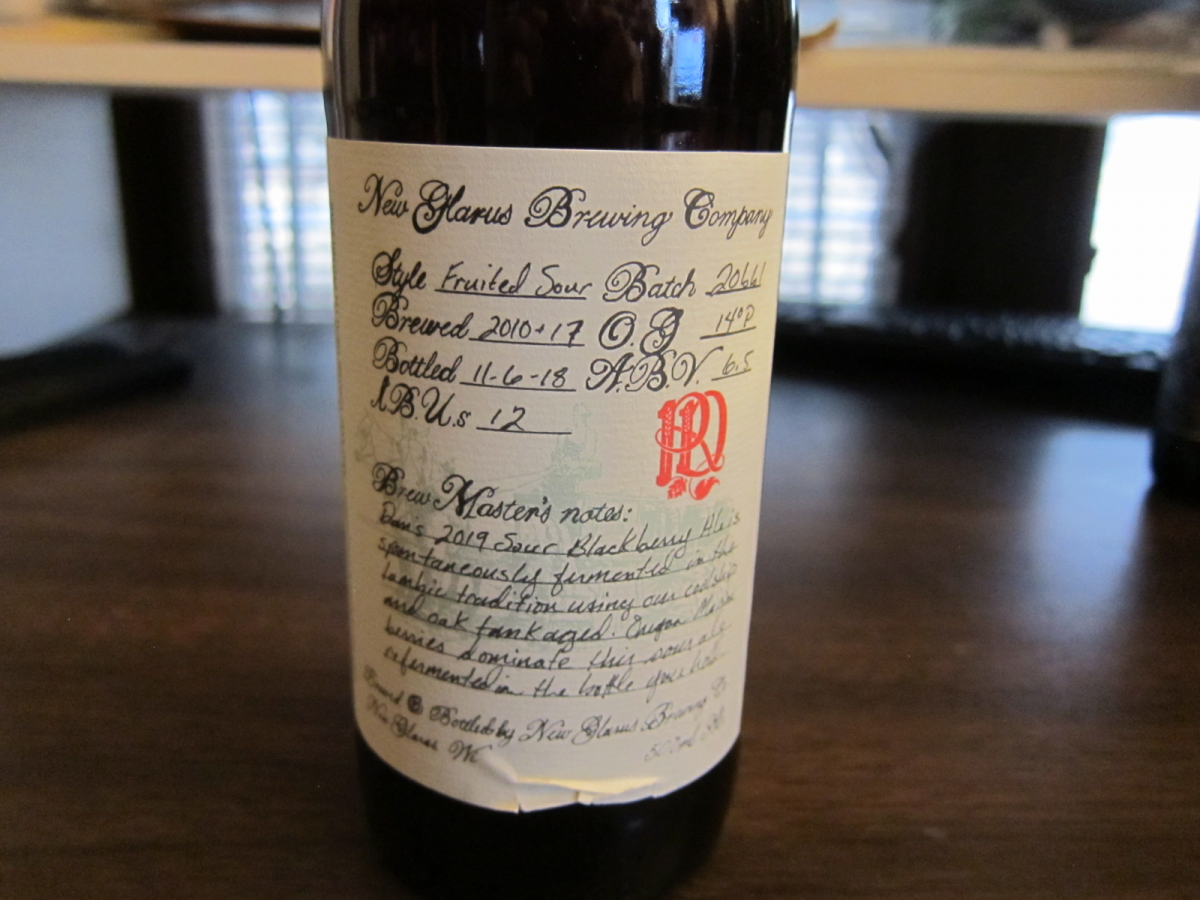 New Glarus Brewing Company
Style Fruited Sour Batch 2066
Brewed 2010+17 O.G 14°P
Bottled 11-6-18 A.B.V. 6.5
I.B.U.s 12
R
Brew Master's notes:
Dan's 2019 Sour Blackberry Ale is
spontaneously fermented in the
lambic tradition using our coolship
and oak tank aged. Oregon Marion
berries dominate this sour ale
refermented in the bottle you hold
Brewed & Bottled by New Glarus Brewing
New Glarus WI 500ml